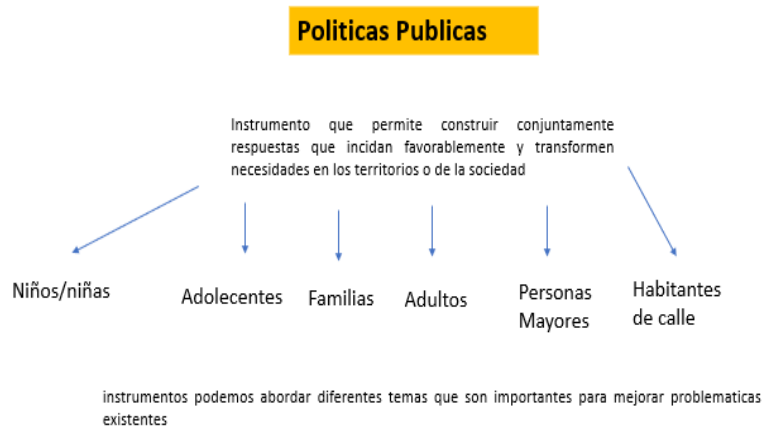 Politicas Publicas
Instrumento que permite construir conjuntamente
respuestas que incidan favorablemente y transformen
necesidades en los territorios o de la sociedad
Niños/niñas
Adolecentes
Familias
Adultos
Personas
Mayores
Habitantes
de calle
instrumentos podemos abordar diferentes temas que son importantes para mejorar problematicas
existentes